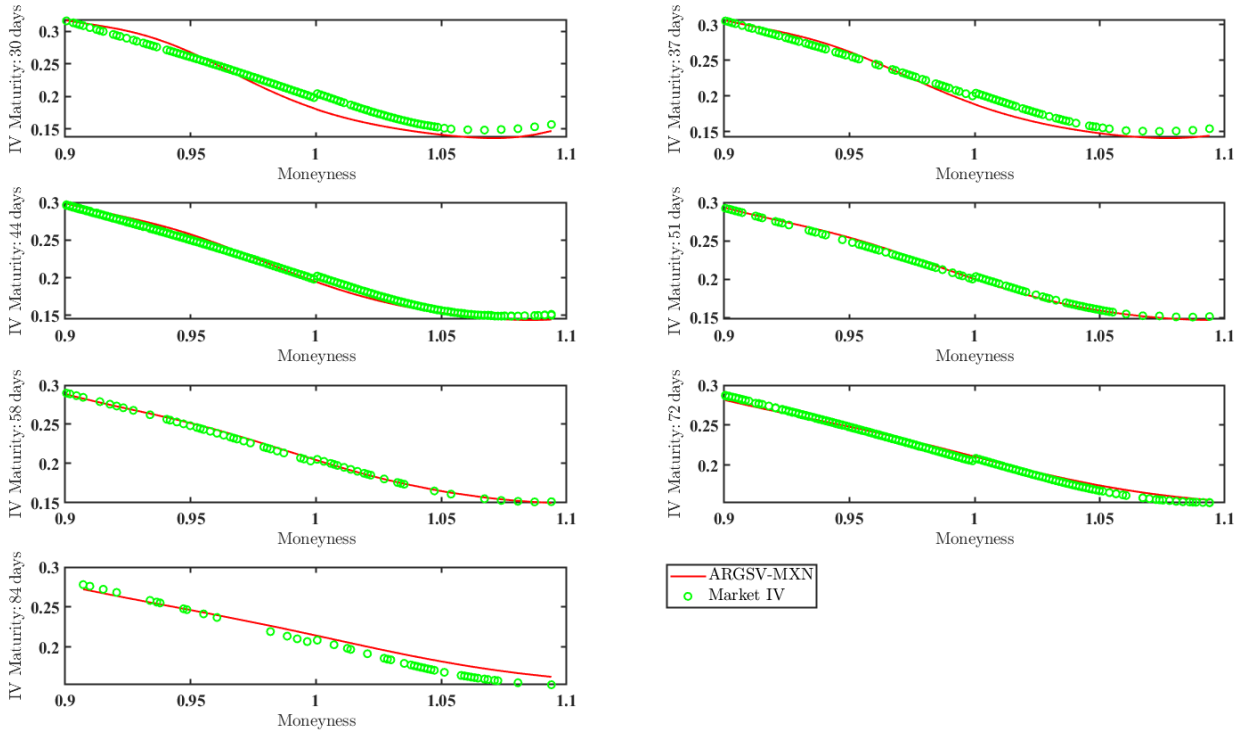 IV Maturity: 30 days
0.3
0.25
0.2
0.15
0.9 0.95 1 1.05 1.1
Moneyness
IV Maturity: 37 days
0.3
0.25
0.2
0.15
0.9 0.95 1 1.05 1.1
Moneyness
IV Maturity: 44 days
0.3
0.25
0.2
0.15
0.9 0.95 1 1.05 1.1
Moneyness
IV Maturity: 51 days
0.3
0.25
0.2
0.15
0.9 0.95 1 1.05 1.1
Moneyness
IV Maturity: 58 days
0.3
0.25
0.2
0.15
0.9 0.95 1 1.05 1.1
Moneyness
IV Maturity: 72 days
0.3
0.25
0.2
0.9 0.95 1 1.05 1.1
Moneyness
IV Maturity: 84 days
0.3
0.25
0.2
0.9 0.95 1 1.05 1.1
Moneyness
ARGSV-MXN
Market IV